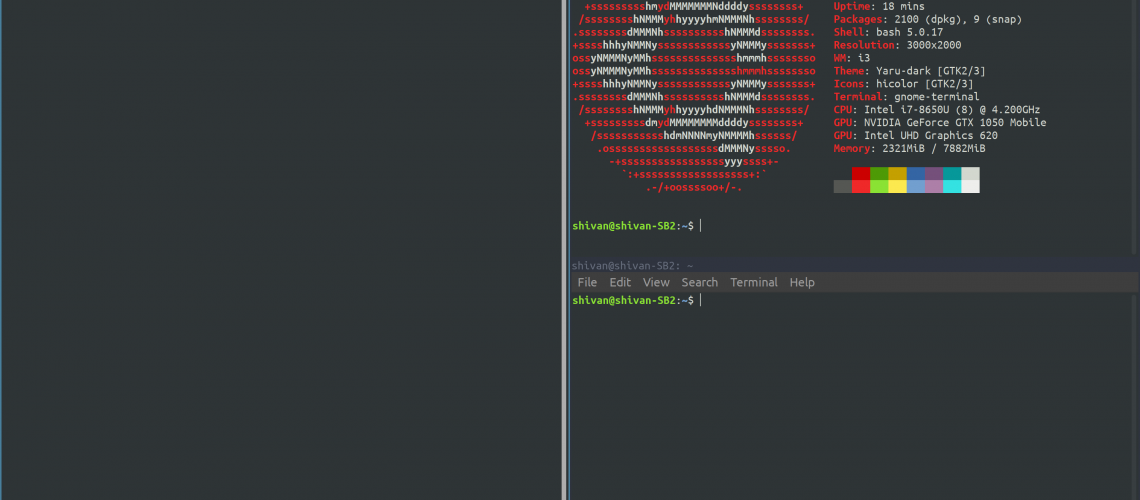 +ssssssssshmydMMMMMMMNddddyssssssss+ Uptime: 18 mins
/sssssssshNMMMyhhyyyyhmNMMMNhssssssss/ Packages: 2100 (dpkg), 9 (snap)
.ssssssssdMMMNhsssssssssshNMMMdssssssss. Shell: bash 5.0.17
+sssshhhyNMMNyssssssssssssyNMMMysssssss+ Resolution: 3000x2000
ossyNMMMNyMMhsssssssssssssshmmmhssssssso WM: i3
ossyNMMMNyMMhsssssssssssssshmmmhssssssso Theme: Yaru-dark [GTK2/3]
+sssshhhyNMMNyssssssssssssyNMMMysssssss+ Icons: hicolor [GTK2/3]
.ssssssssdMMMNhsssssssssshNMMMdssssssss. Terminal: gnome-terminal
/sssssssshNMMMyhhyyyyhdNMMMNhssssssss/ CPU: Intel i7-8650U (8) @ 4.200GHz
+sssssssssdmydMMMMMMMMddddyssssssss+ GPU: NVIDIA GeForce GTX 1050 Mobile
/ssssssssssshdmNNNNmyNMMMMhssssss/ GPU: Intel UHD Graphics 620
.ossssssssssssssssssdMMMNysssso. Memory: 2321MiB / 7882MiB
-+sssssssssssssssssyyyssss+-
`:+ssssssssssssssssss+:`
.-/+oossssoo+/-.
shivan@shivan-SB2:~$
shivan@shivan-SB2: ~
File Edit View Search Terminal Help
shivan@shivan-SB2:~$